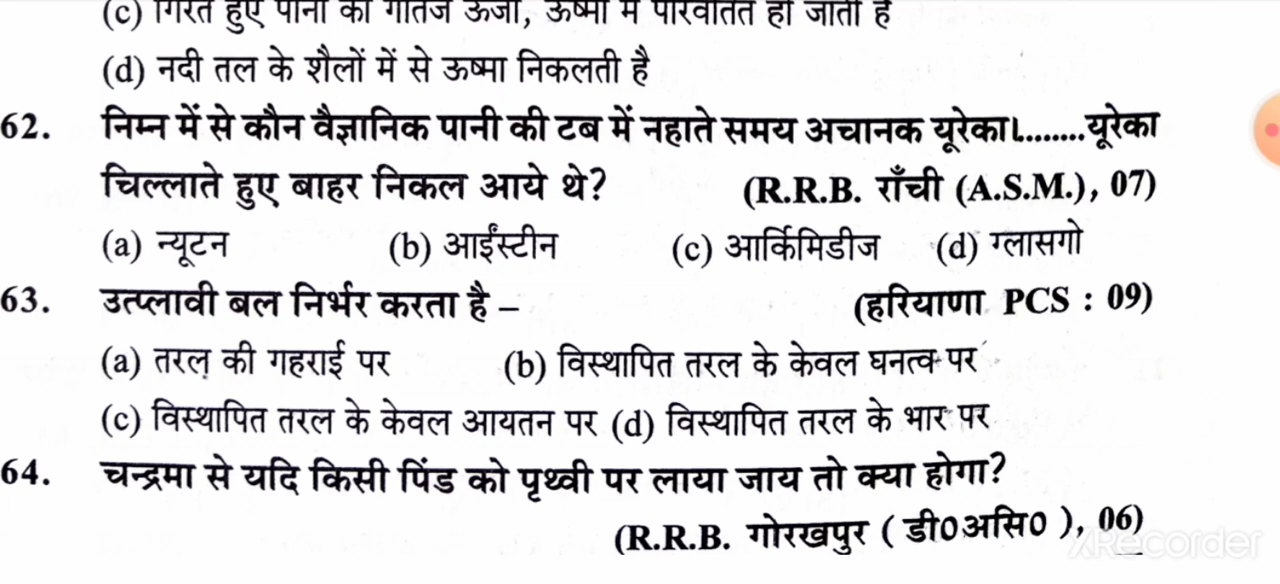 (c) गिरते हुए पानी की गतिज ऊर्जा, ऊष्मा में परिवर्तित हो जाती है
(d) नदी तल के शैलों में से ऊष्मा निकलती है
62. निम्न में से कौन वैज्ञानिक पानी की टब में नहाते समय अचानक यूरेका।........यूरेका
चिल्लाते हुए बाहर निकल आये थे? (R.R.B. राँची (A.S.M.), 07)
(a) न्यूटन (b) आईंस्टीन (c) आर्किमिडीज (d) ग्लासगो
63. उत्प्लावी बल निर्भर करता है – (हरियाणा PCS : 09)
(a) तरल की गहराई पर (b) विस्थापित तरल के केवल घनत्व पर
(c) विस्थापित तरल के केवल आयतन पर (d) विस्थापित तरल के भार पर
64. चन्द्रमा से यदि किसी पिंड को पृथ्वी पर लाया जाय तो क्या होगा?
(R.R.B. गोरखपुर ( डी0असि0 ), 06)
XRecorder